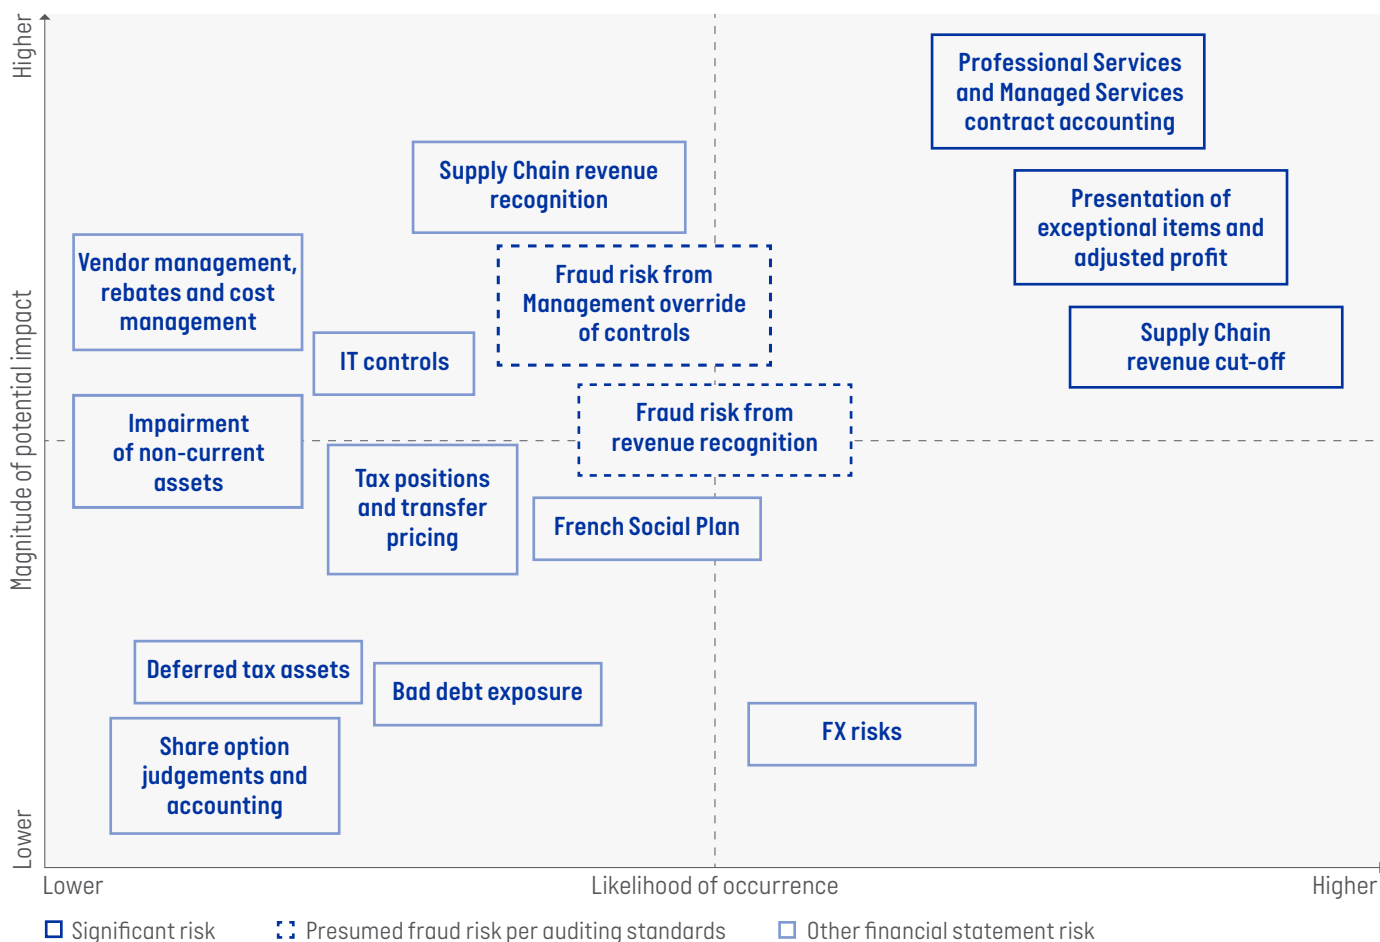 Higher
Professional Services
and Managed Services
contract accounting
Supply Chain revenue
recognition
Presentation of
exceptional items and
adjusted profit
Vendor management,
rebates and cost
management
Fraud risk from
Management override
of controls
Supply Chain
revenue cut-off
IT controls
Magnitude of potential impact
Impairment
of non-current
assets
Fraud risk from
revenue recognition
Tax positions
and transfer
pricing
French Social Plan
Deferred tax assets
Bad debt exposure
FX risks
Share option
judgements and
accounting
Lower
Lower
Likelihood of occurrence
Higher
Significant risk
Presumed fraud risk per auditing standards
Other financial statement risk